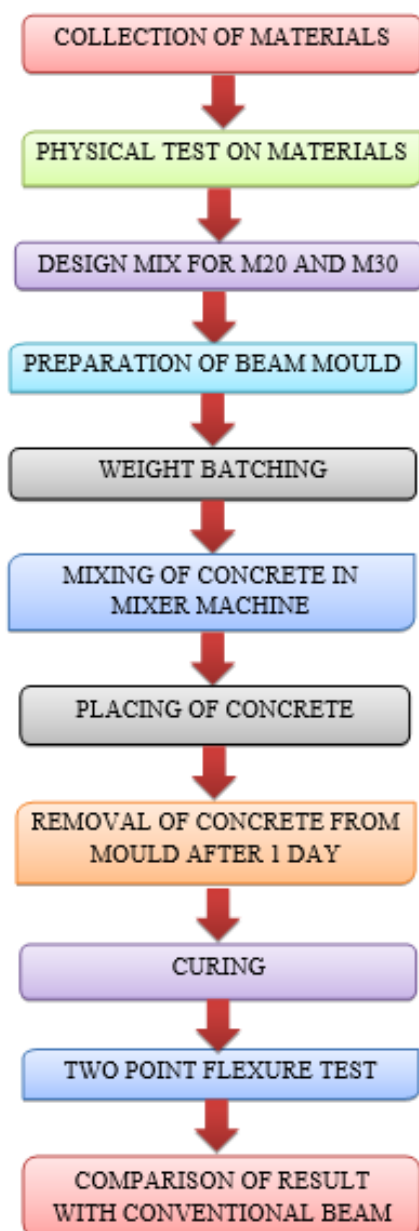 COLLECTION OF MATERIALS
PHYSICAL TEST ON MATERIALS
DESIGN MIX FOR M20 AND M30
PREPARATION OF BEAM MOULD
WEIGHT BATCHING
MIXING OF CONCRETE IN
MIXER MACHINE
PLACING OF CONCRETE
REMOVAL OF CONCRETE FROM
MOULD AFTER 1 DAY
CURING
TWO POINT FLEXURE TEST
COMPARISON OF RESULT
WITH CONVENTIONAL BEAM